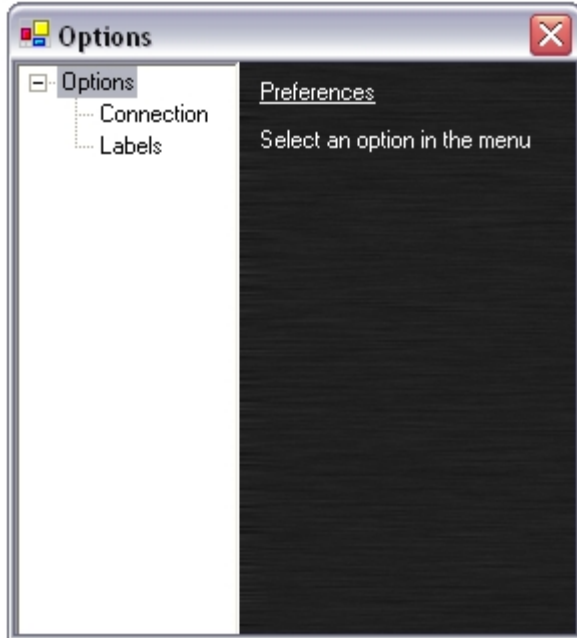 Options
Options
Connection
Labels
Preferences
Select an option in the menu